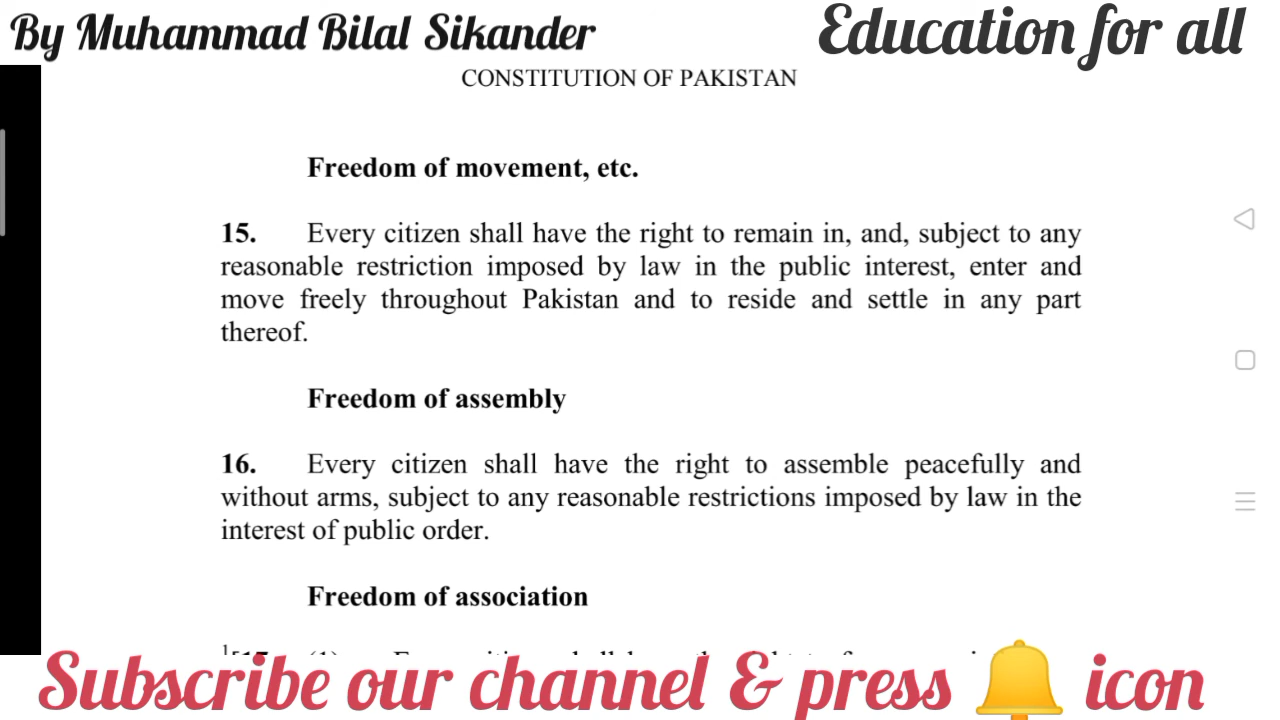 By Muhammad Bilal Sikander
Education for all
CONSTITUTION OF PAKISTAN
Freedom of movement, etc.
15. Every citizen shall have the right to remain in, and, subject to any
reasonable restriction imposed by law in the public interest, enter and
move freely throughout Pakistan and to reside and settle in any part
thereof.
Freedom of assembly
16. Every citizen shall have the right to assemble peacefully and
without arms, subject to any reasonable restrictions imposed by law in the
interest of public order.
Freedom of association
Subscribe our channel & press 🔔 icon